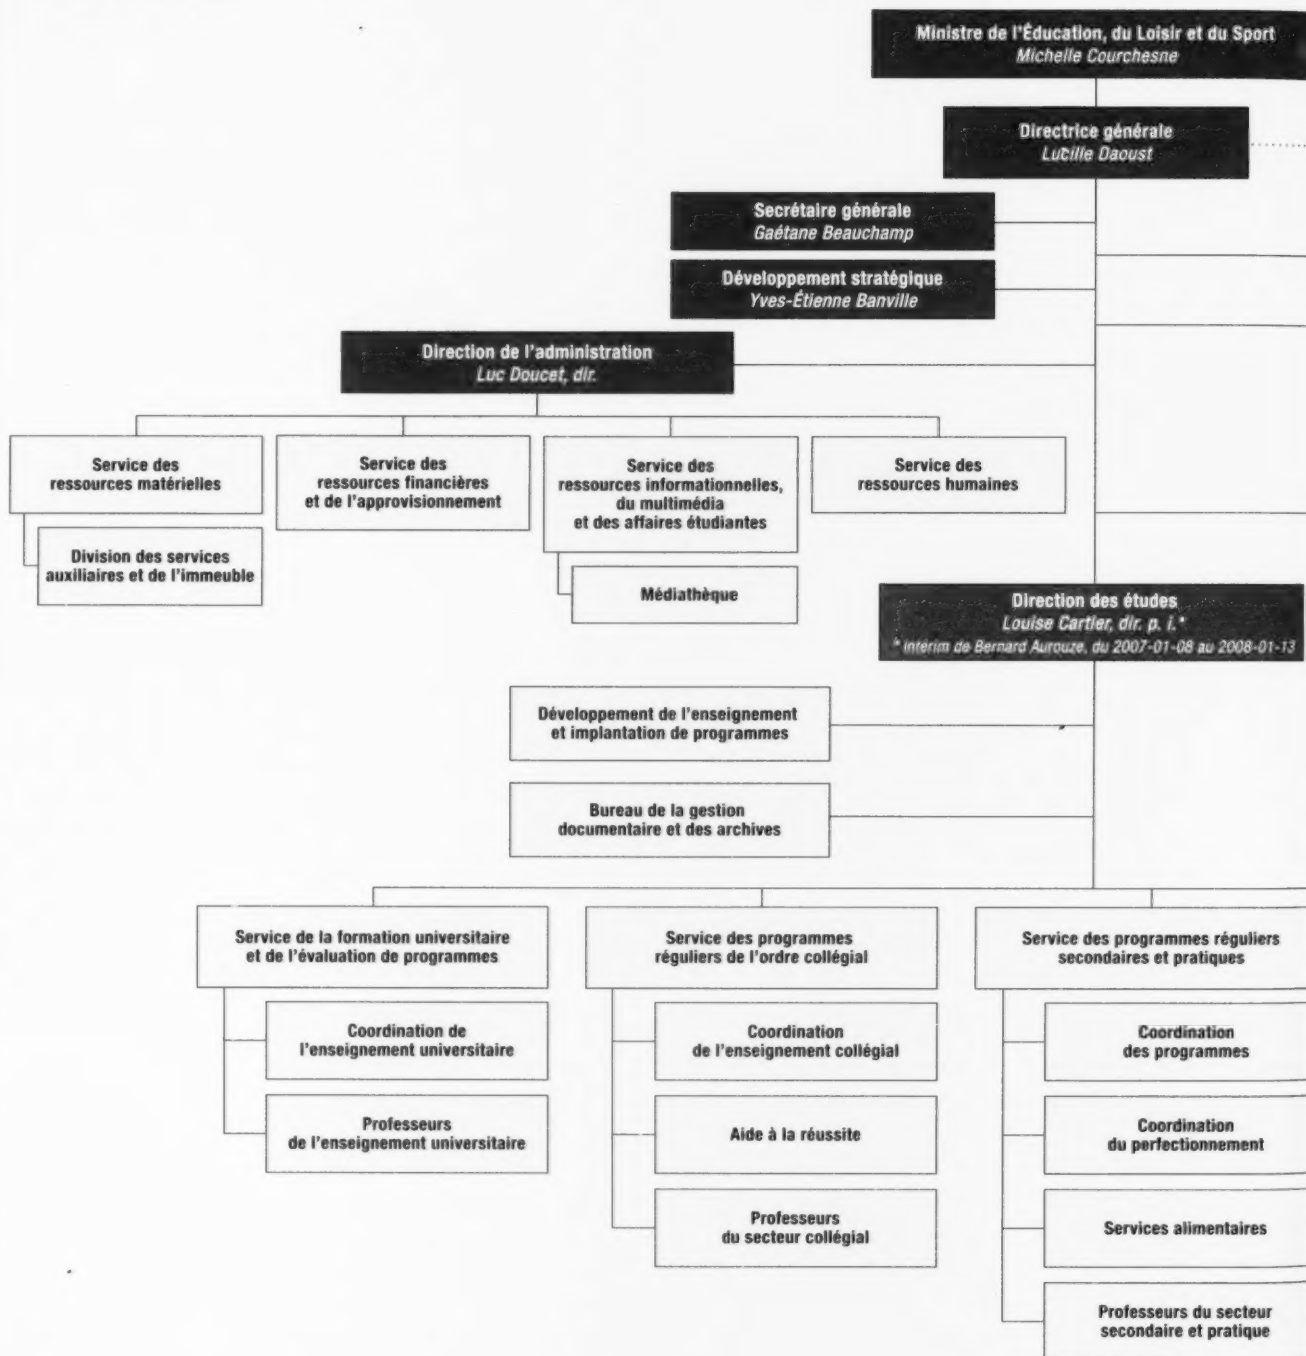 Ministre de l'Éducation, du Loisir et du Sport
Michelle Courchesne
Directrice générale
Lucille Daoust
Secrétaire générale
Gaétane Beauchamp
Développement stratégique
Yves-Étienne Banville
Direction de l'administration
Luc Doucet, dir.
Service des
ressources matérielles
Division des services
auxiliaires et de l'immeuble
Service des
ressources financières
et de l'approvisionnement
Service des
ressources informationnelles,
du multimédia
et des affaires étudiantes
Médiathèque
Service des
ressources humaines
Direction des études
Louise Cartier, dir. p. i.*
* Intérim de Bernard Aurouze, du 2007-01-08 au 2008-01-13
Développement de l'enseignement
et implantation de programmes
Bureau de la gestion
documentaire et des archives
Service de la formation universitaire
et de l'évaluation de programmes
Coordination de
l'enseignement universitaire
Professeurs
de l'enseignement universitaire
Service des programmes
réguliers de l'ordre collégial
Coordination
de l'enseignement collégial
Aide à la réussite
Professeurs
du secteur collégial
Service des programmes réguliers
secondaires et pratiques
Coordination
des programmes
Coordination
du perfectionnement
Services alimentaires
Professeurs du secteur
secondaire et pratique